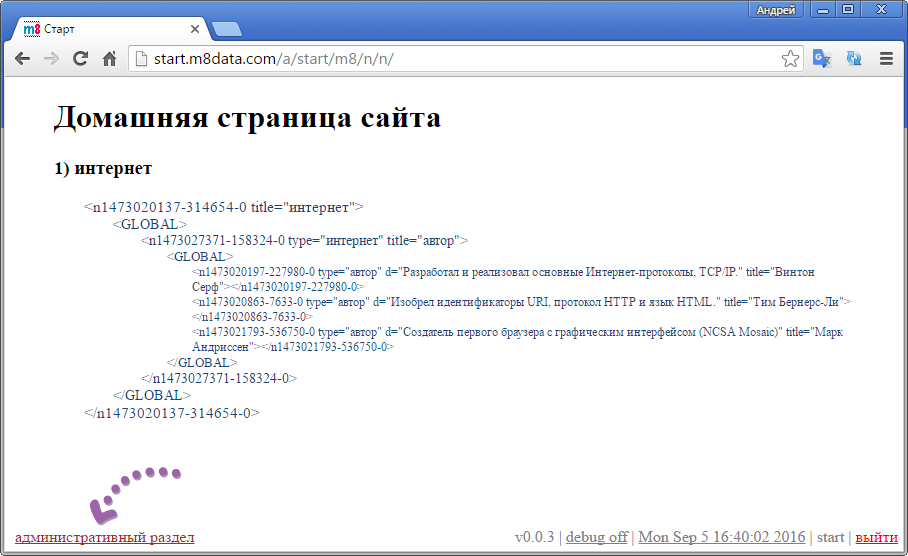 Андрей
m8 Старт
start.m8data.com/a/start/m8/n/n/
Домашняя страница сайта
1) интернет
<n1473020137-314654-0 title="интернет">
<GLOBAL>
<n1473027371-158324-0 type="интернет" title="автор">
<GLOBAL>
<n1473020197-227980-0 type="автор" d="Разработал и реализовал основные Интернет-протоколы, TCP/IP." title="Винтон
Серф"></n1473020197-227980-0>
<n1473020863-7633-0 type="автор" d="Изобрел идентификаторы URI, протокол HTTP и язык HTML." title="Тим Бернерс-Ли">
</n1473020863-7633-0>
<n1473021793-536750-0 type="автор" d="Создатель первого браузера с графическим интерфейсом (NCSA Mosaic)" title="Марк
Андриссен"></n1473021793-536750-0>
</GLOBAL>
</n1473027371-158324-0>
</GLOBAL>
</n1473020137-314654-0>
административный раздел v0.0.3 | debug off | Mon Sep 5 16:40:02 2016 | start | выйти